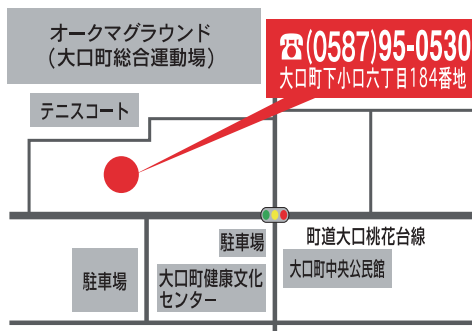 オークマグラウンド
(大口町総合運動場)
☎(0587)95-0530
大口町下小口六丁目184番地
テニスコート
駐車場
町道大口桃花台線
駐車場
大口町健康文化
センター
大口町中央公民館